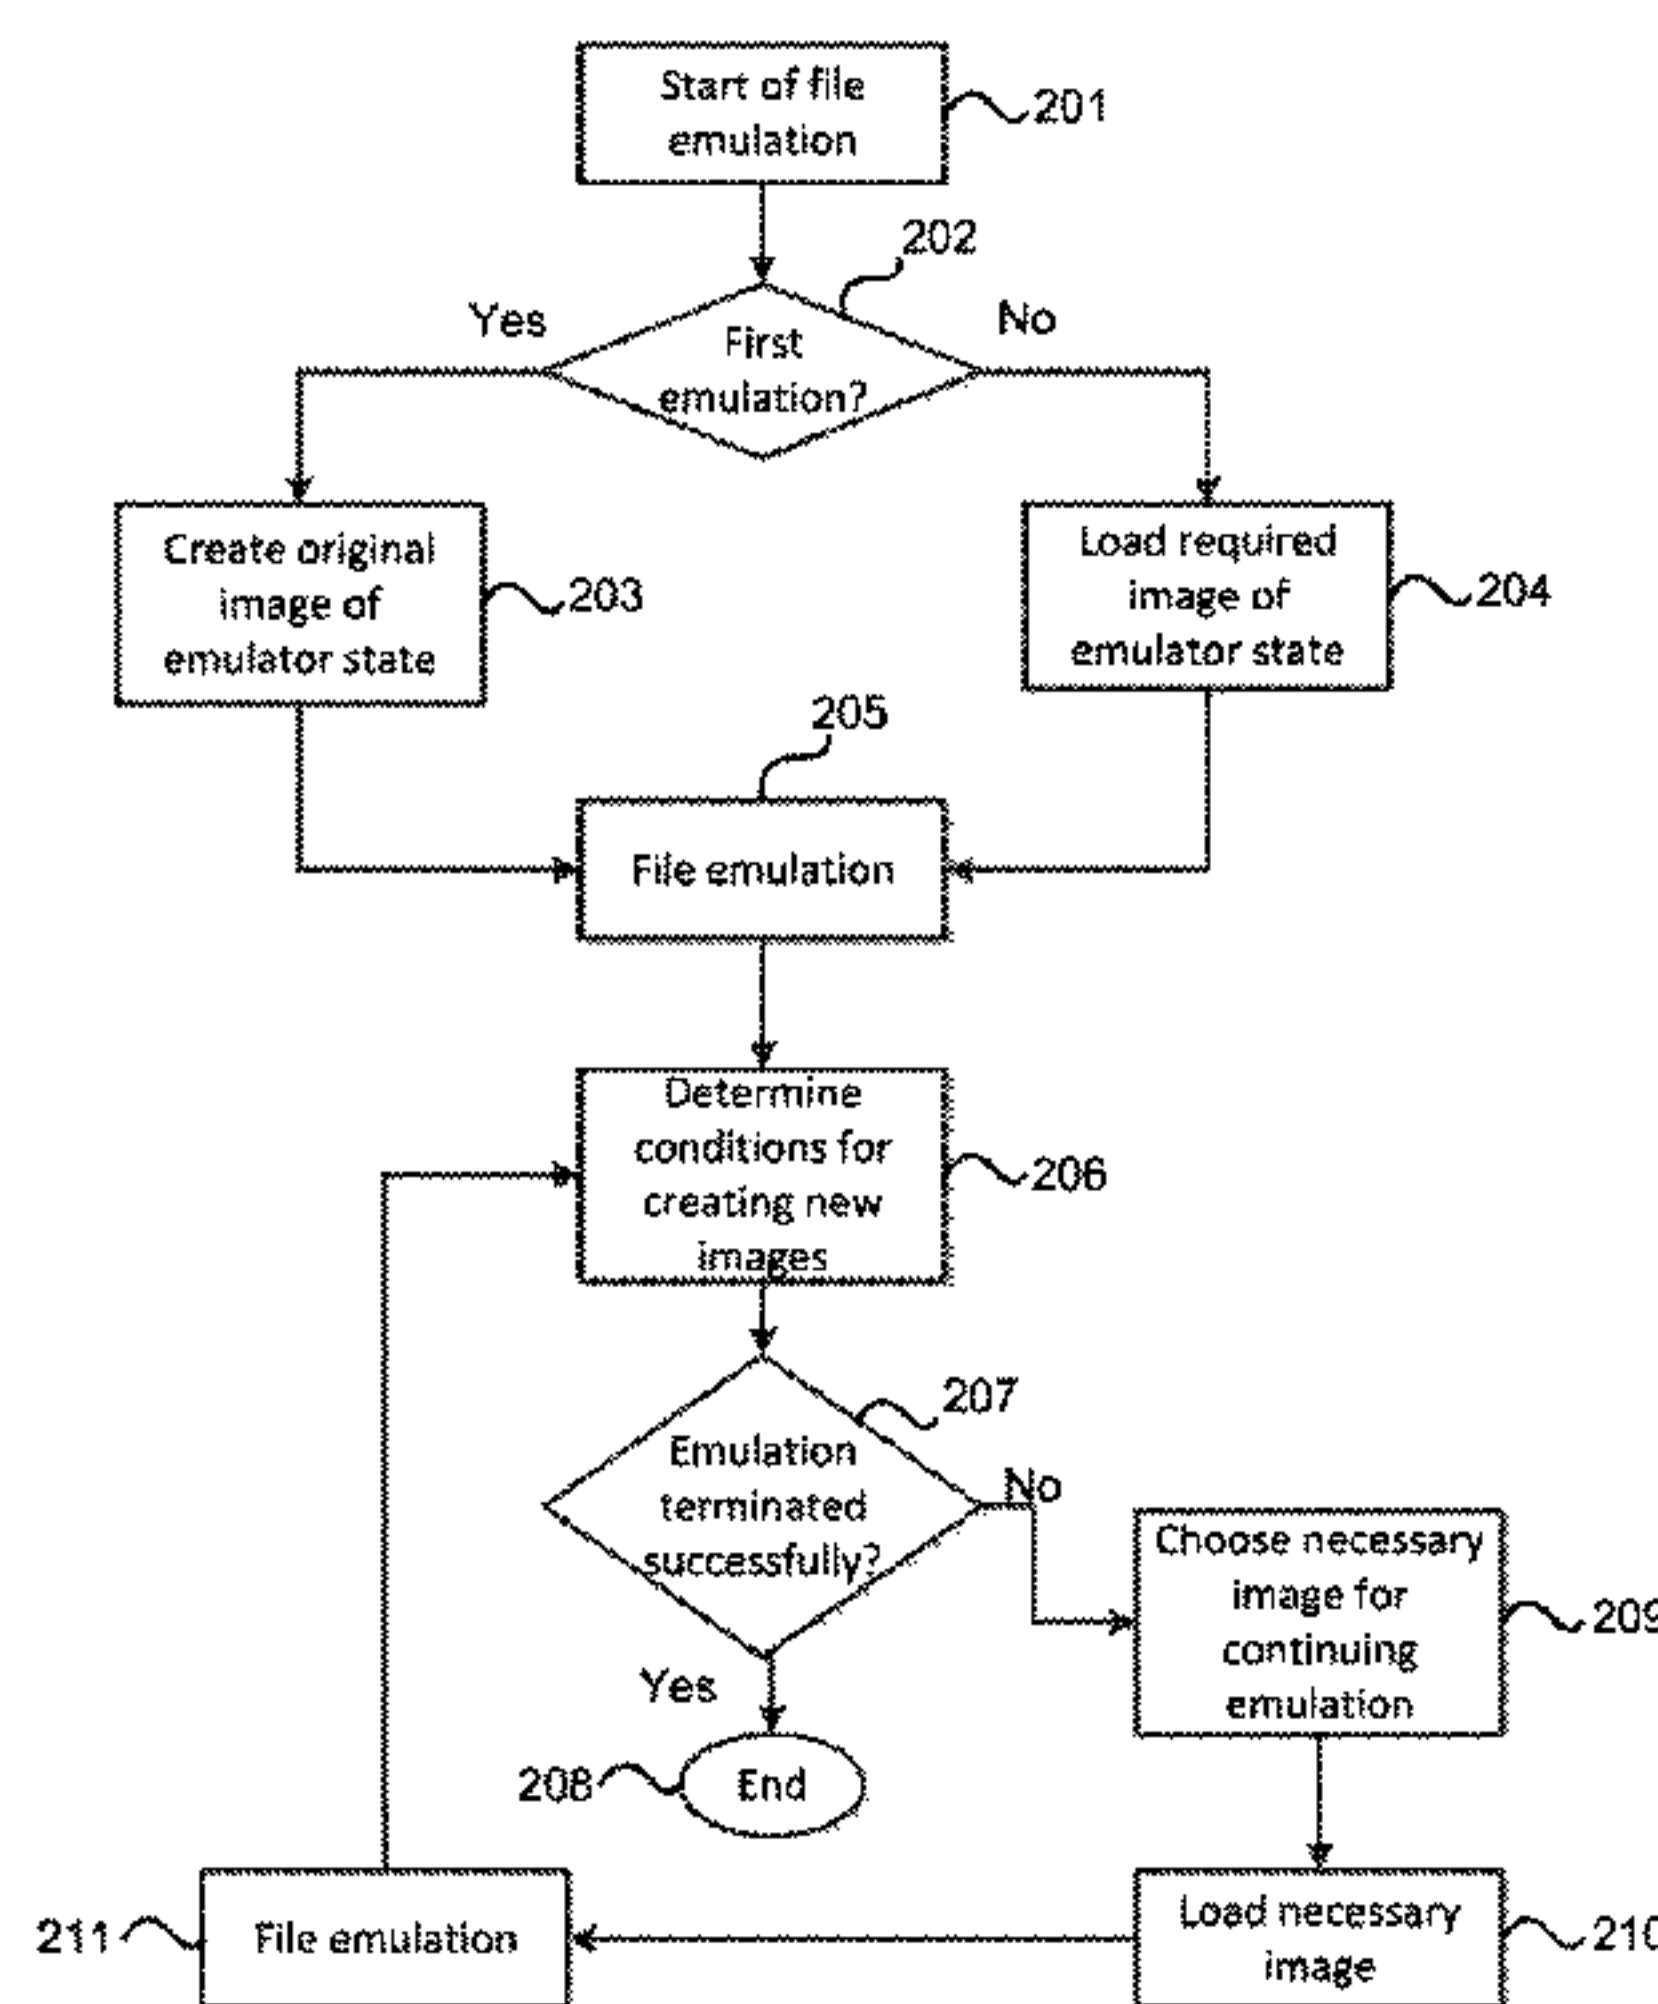 Start of file
emulation
201
202
Yes
No
First
emulation?
Create original
image of
emulator state
203
Load required
image of
emulator state
204
205
File emulation
Determine
conditions for
creating new
images
206
207
Emulation
terminated
successfully?
No
Yes
Choose necessary
image for
continuing
emulation
209
208
End
211
File emulation
Load necessary
image
210